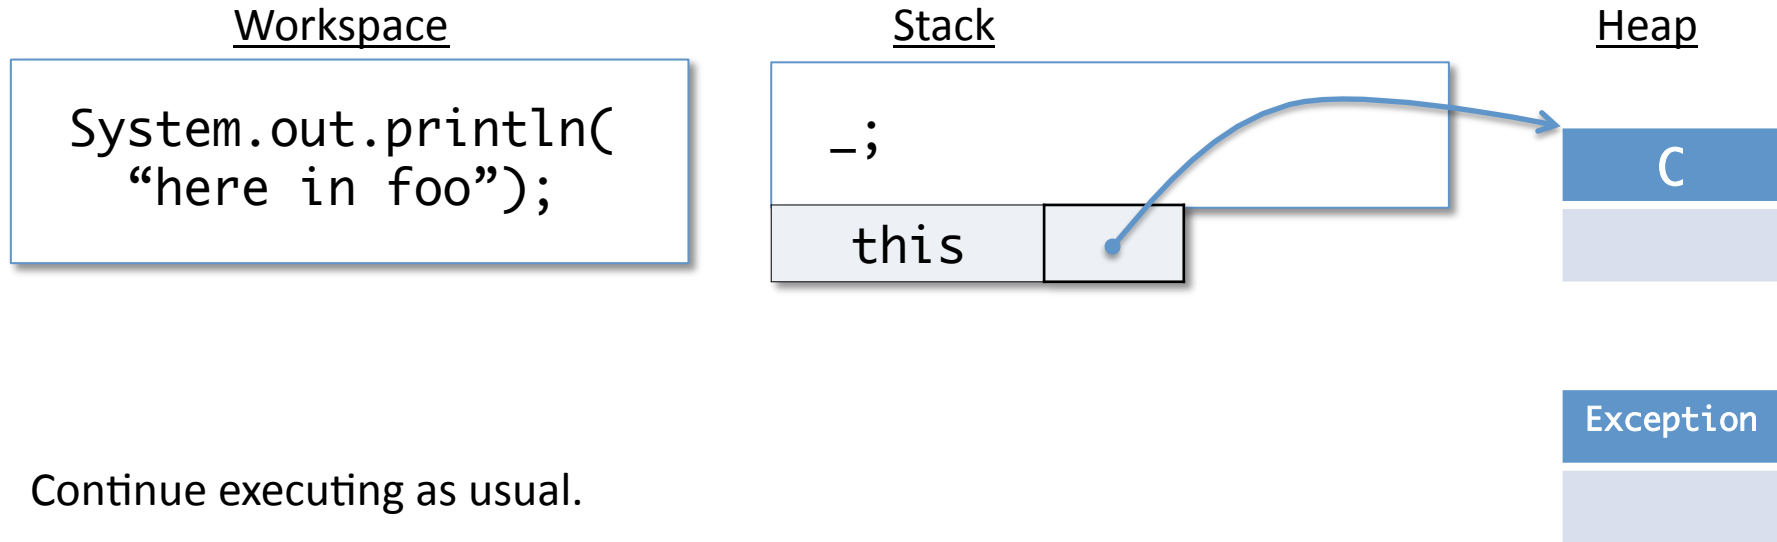 Workspace
Stack
Heap
System.out.println(
“here in foo”);
_;
this
C
Exception
Continue executing as usual.